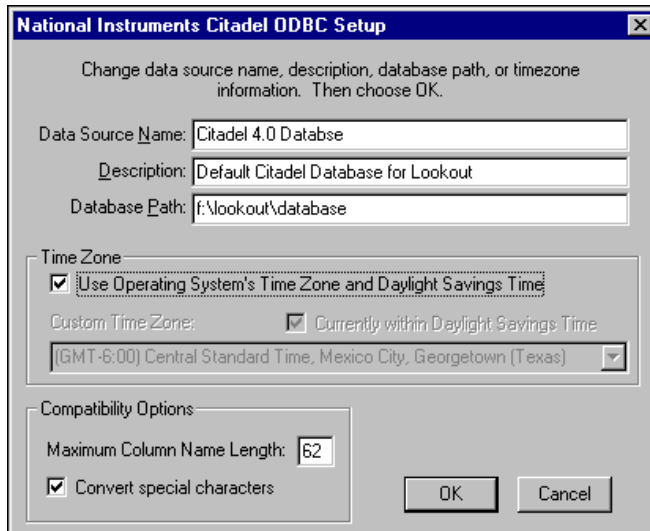 National Instruments Citadel ODBC Setup
Change data source name, description, database path, or timezone
information. Then choose OK.
Data Source Name: Citadel 4.0 Databse
Description: Default Citadel Database for Lookout
Database Path: f:\lookout\database
Time Zone
Use Operating System's Time Zone and Daylight Savings Time
Custom Time Zone: Currently within Daylight Savings Time
(GMT-6:00) Central Standard Time, Mexico City, Georgetown (Texas)
Compatibility Options
Maximum Column Name Length: 62
Convert special characters
OK Cancel